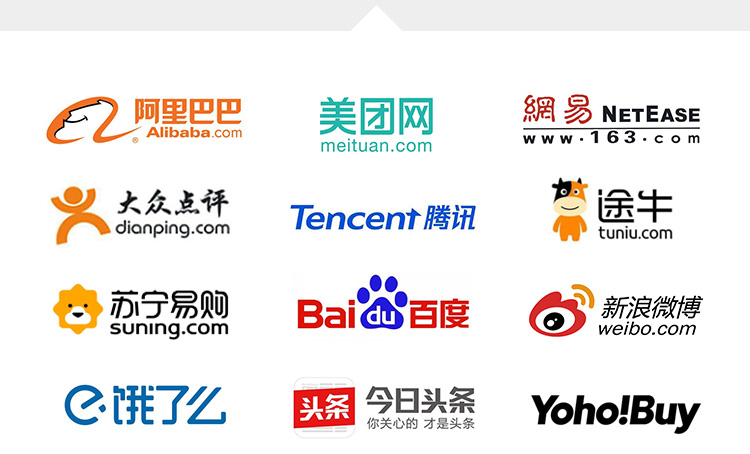 阿里巴巴
Alibaba.com
美团网
meituan.com
網易 NETEASE
www.163.com
大众点评
dianping.com
Tencent 腾讯
途牛
tuniu.com
苏宁易购
suning.com
Bai du 百度
新浪微博
weibo.com
e 饿了么
头条
今日头条
你关心的 才是头条
Yoho!Buy